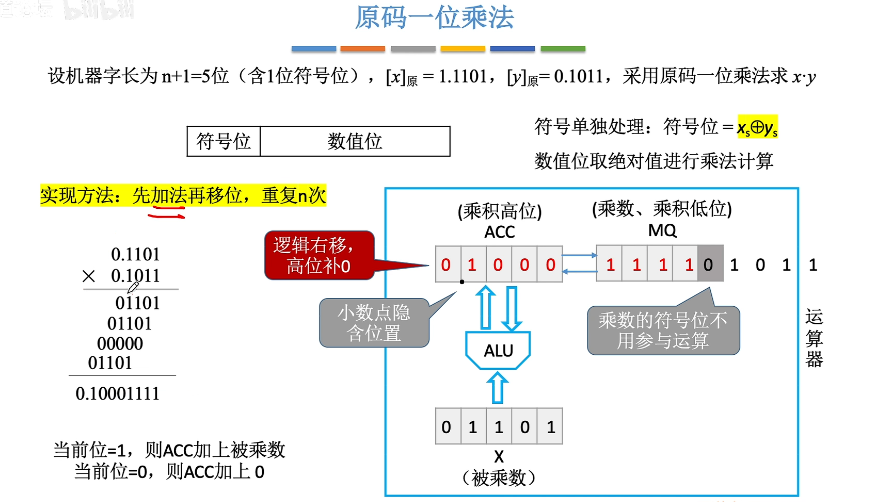 bilibili
原码一位乘法
设机器字长为 n+1=5位（含1位符号位），[x]原 = 1.1101，[y]原= 0.1011，采用原码一位乘法求 x·y
符号位 数值位
符号单独处理：符号位 = xs⊕ys
数值位取绝对值进行乘法计算
实现方法：先加法再移位，重复n次
0.1101
× 0.1011
01101
01101
00000
01101
0.10001111
当前位=1，则ACC加上被乘数
当前位=0，则ACC加上 0
逻辑右移，
高位补0
小数点隐
含位置
(乘积高位)
ACC
(乘数、乘积低位)
MQ
0 1 0 0 0
1 1 1 1 0 1 0 1 1
乘数的符号位不
用参与运算
ALU
0 1 1 0 1
X
（被乘数）
运
算
器